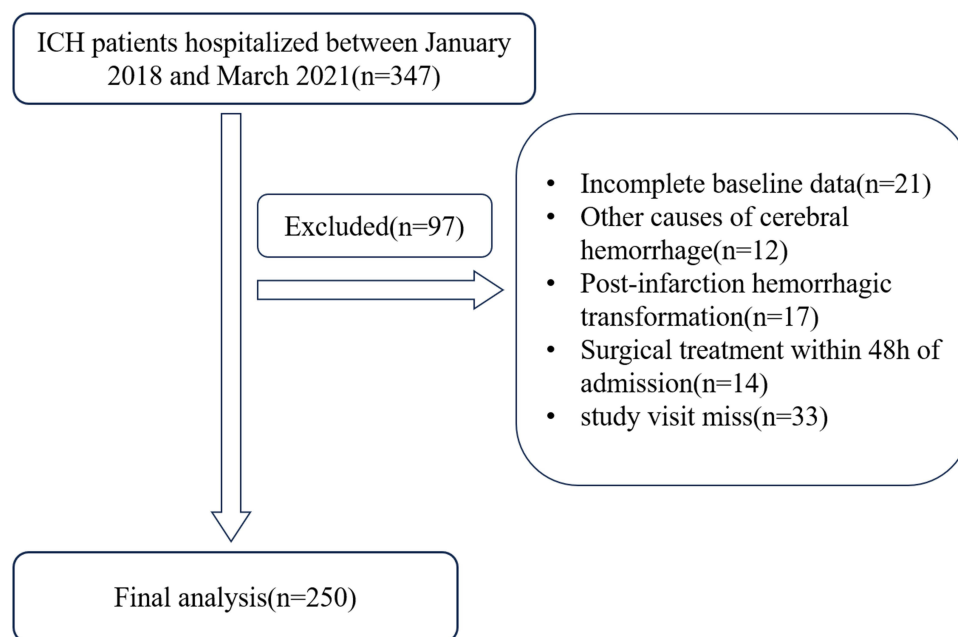 ICH patients hospitalized between January
2018 and March 2021(n=347)
Excluded(n=97)
• Incomplete baseline data(n=21)
• Other causes of cerebral
hemorrhage(n=12)
• Post-infarction hemorrhagic
transformation(n=17)
• Surgical treatment within 48h of
admission(n=14)
• study visit miss(n=33)
Final analysis(n=250)